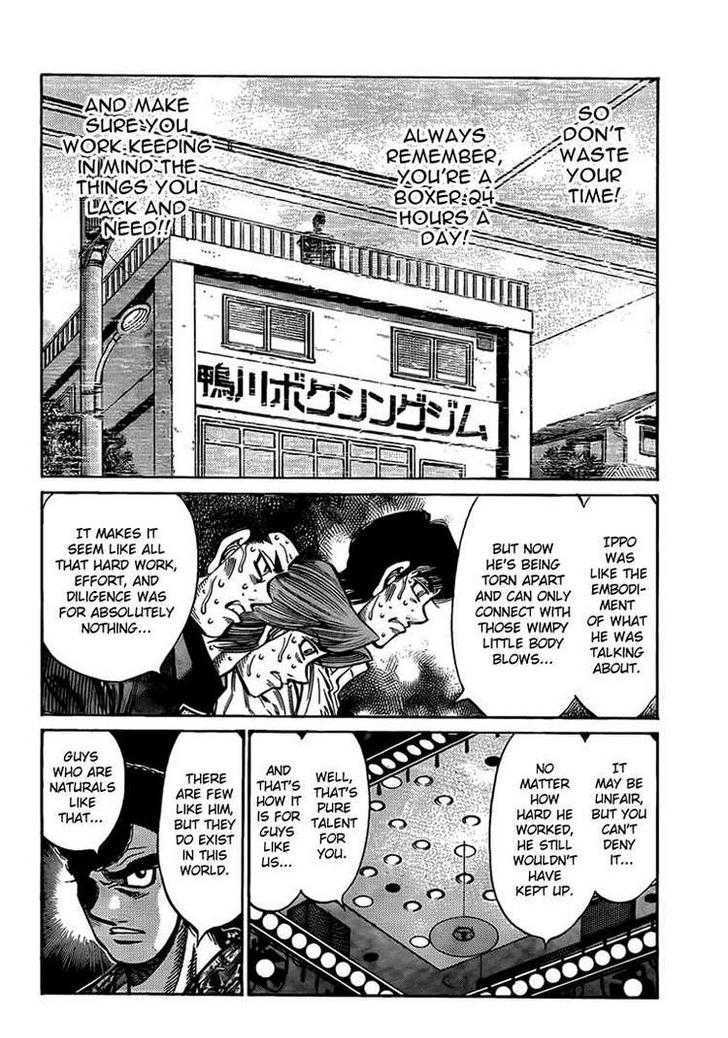 SO
DON'T
WASTE
YOUR
TIME!
ALWAYS
REMEMBER,
YOU'RE A
BOXER 24
HOURS A
DAY!
AND MAKE
SURE YOU
WORK KEEPING
IN MIND THE
THINGS YOU
LACK AND
NEED!!
鴨川ボクシングジム
IPPO
WAS
LIKE THE
EMBODI-
MENT OF
WHAT HE
WAS
TALKING
ABOUT.
BUT NOW
HE'S BEING
TORN APART
AND CAN ONLY
CONNECT WITH
THOSE WIMPY
LITTLE BODY
BLOWS...
IT MAKES IT
SEEM LIKE ALL
THAT HARD WORK,
EFFORT, AND
DILIGENCE WAS
FOR ABSOLUTELY
NOTHING...
IT
MAY BE
UNFAIR,
BUT YOU
CAN'T
DENY
IT...
NO
MATTER
HOW
HARD HE
WORKED,
HE STILL
WOULDN'T
HAVE
KEPT UP.
WELL,
THAT'S
PURE
TALENT
FOR
YOU.
AND
THAT'S
HOW IT
IS FOR
GUYS
LIKE
US...
THERE
ARE FEW
LIKE HIM,
BUT THEY
DO EXIST
IN THIS
WORLD.
GUYS
WHO ARE
NATURALS
LIKE
THAT...